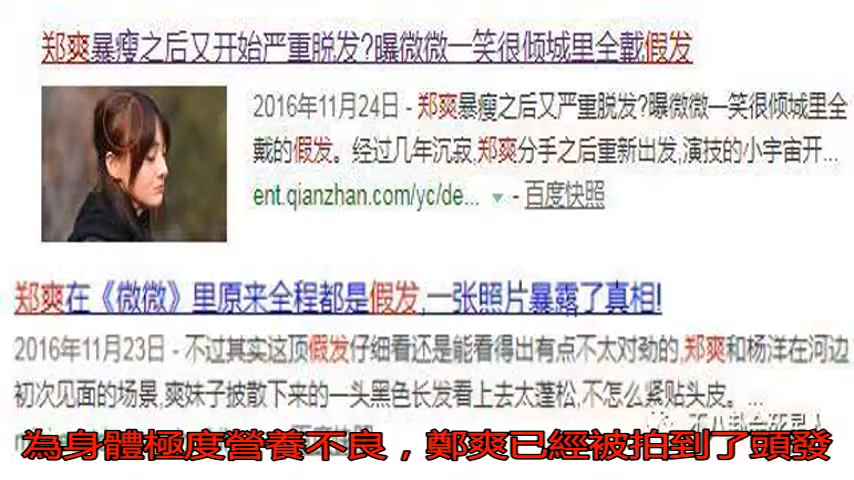 郑爽暴瘦之后又开始严重脱发?曝微微一笑很倾城里全戴假发
2016年11月24日 - 郑爽暴瘦之后又严重脱发?曝微微一笑很倾城里全
戴的假发。经过几年沉寂,郑爽分手之后重新出发,演技的小宇宙开...
ent.qianzhan.com/yc/de... - 百度快照
郑爽在《微微》里原来全程都是假发,一张照片暴露了真相!
2016年11月23日 - 不过其实这顶假发仔细看还是能看得出有点不太对劲的,郑爽和杨洋在河边
初次见面的场景,爽妹子披散下来的一头黑色长发看上去太蓬松,不怎么紧贴头皮。...
不八卦会死星人
為身體極度營養不良，鄭爽已經被拍到了頭發